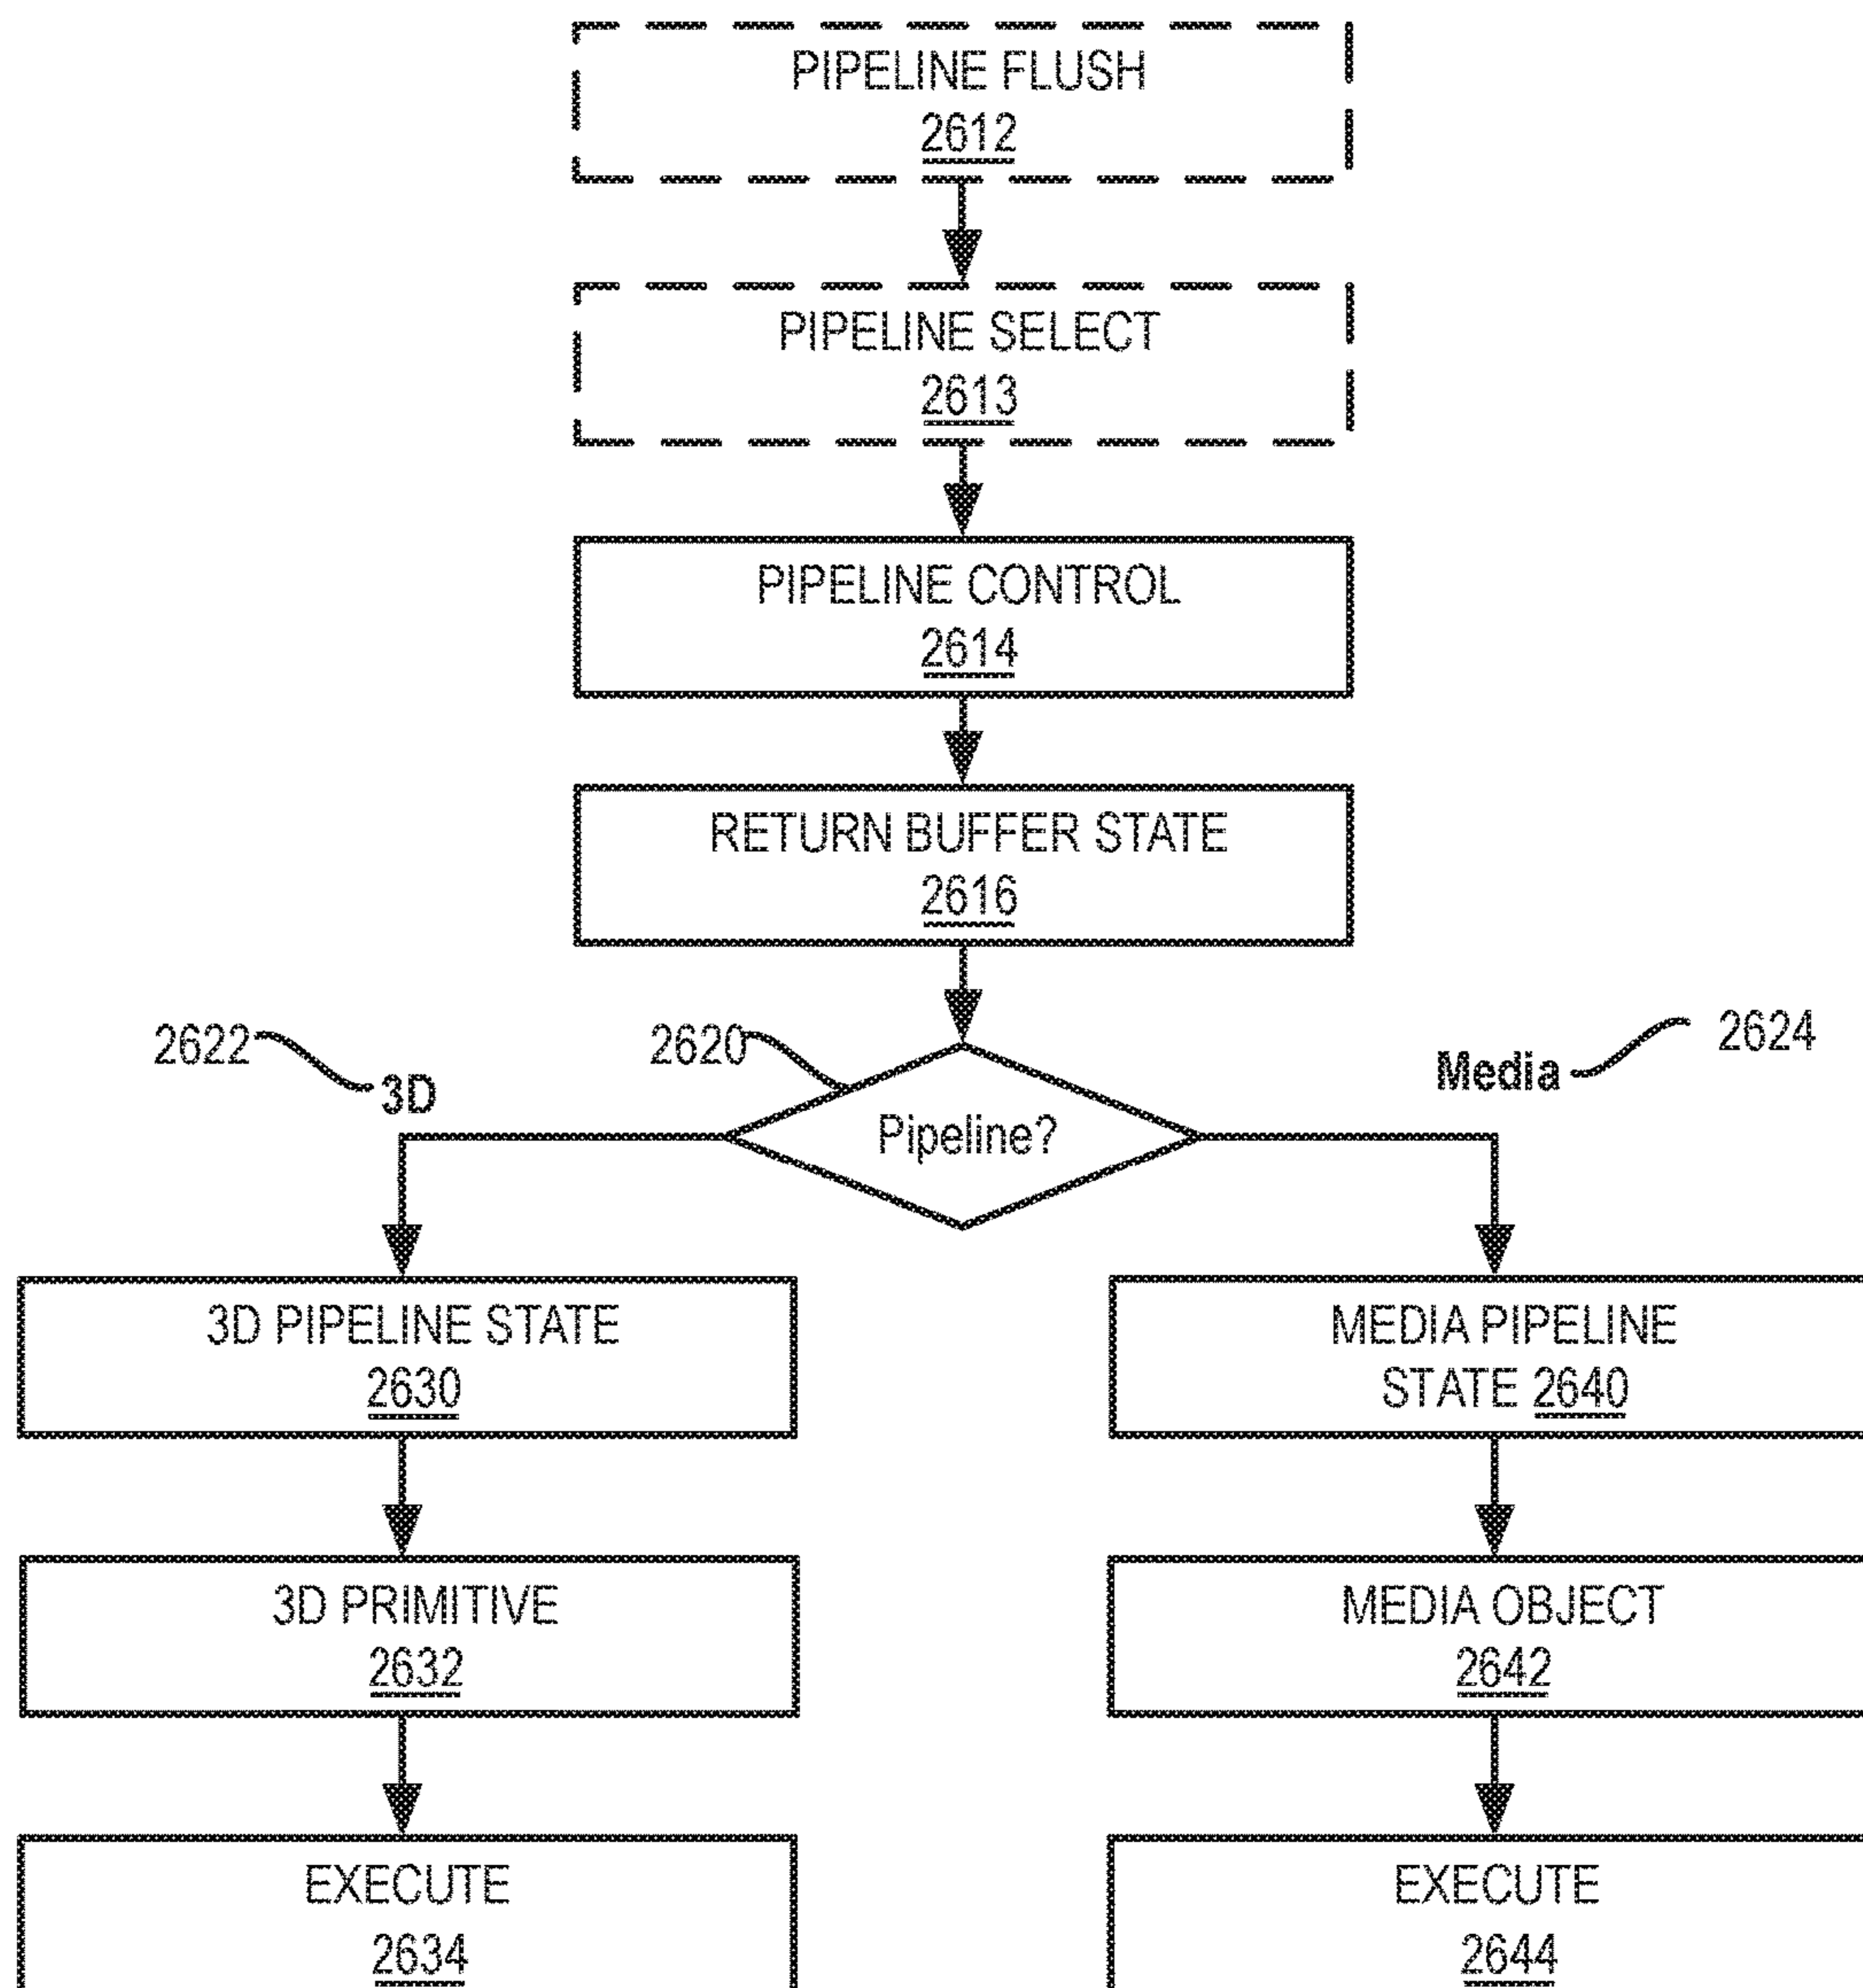 PIPELINE FLUSH
2612
PIPELINE SELECT
2613
PIPELINE CONTROL
2614
RETURN BUFFER STATE
2616
2622
3D
2620
Pipeline?
Media
2624
3D PIPELINE STATE
2630
MEDIA PIPELINE
STATE 2640
3D PRIMITIVE
2632
MEDIA OBJECT
2642
EXECUTE
2634
EXECUTE
2644